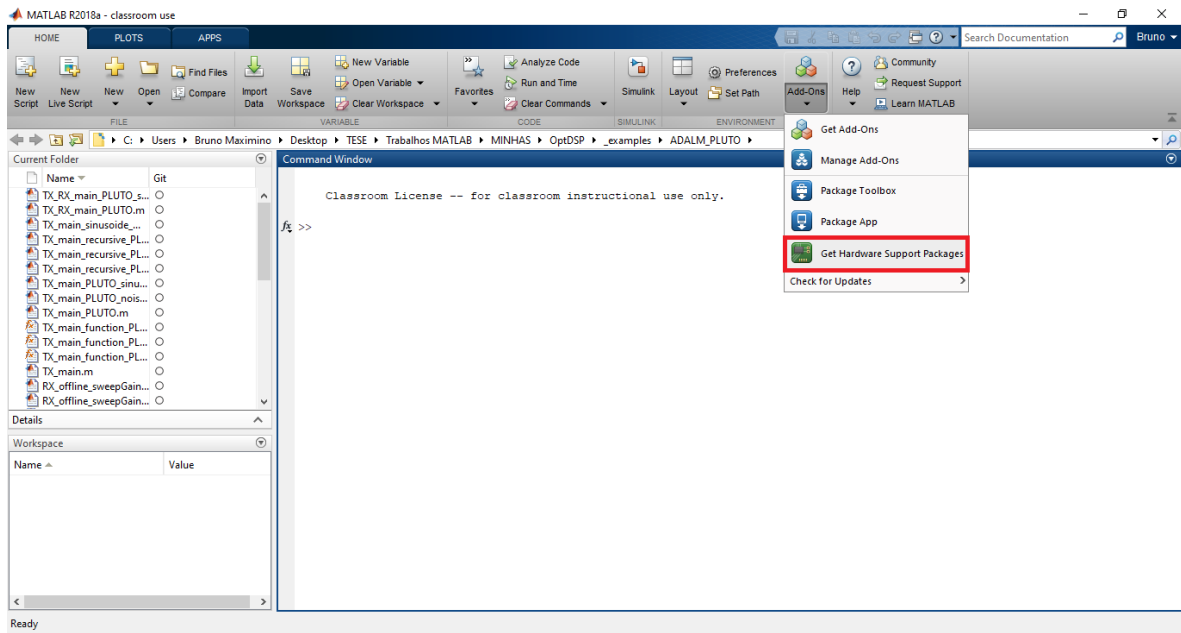 MATLAB R2018a - classroom use
HOME PLOTS APPS
Search Documentation
Bruno
New Script
New Live Script
New
Open
Find Files
Compare
Import Data
Save Workspace
New Variable
Open Variable
Clear Workspace
Favorites
Analyze Code
Run and Time
Clear Commands
Simulink
Layout
Preferences
Set Path
Add-Ons
Help
Community
Request Support
Learn MATLAB
FILE VARIABLE CODE SIMULINK ENVIRONMENT
C: Users Bruno Maximino Desktop TESE Trabalhos MATLAB MINHAS OptDSP _examples ADALM_PLUTO
Get Add-Ons
Manage Add-Ons
Package Toolbox
Package App
Get Hardware Support Packages
Check for Updates
Current Folder
Name Git
TX_RX_main_PLUTO_s...
TX_RX_main_PLUTO.m
TX_main_sinusoide_...
TX_main_recursive_PL...
TX_main_recursive_PL...
TX_main_recursive_PL...
TX_main_PLUTO_sinu...
TX_main_PLUTO_nois...
TX_main_PLUTO.m
TX_main_function_PL...
TX_main_function_PL...
TX_main_function_PL...
TX_main.m
RX_offline_sweepGain...
RX_offline_sweepGain...
Details
Workspace
Name Value
Command Window
Classroom License -- for classroom instructional use only.
fx >>
Ready